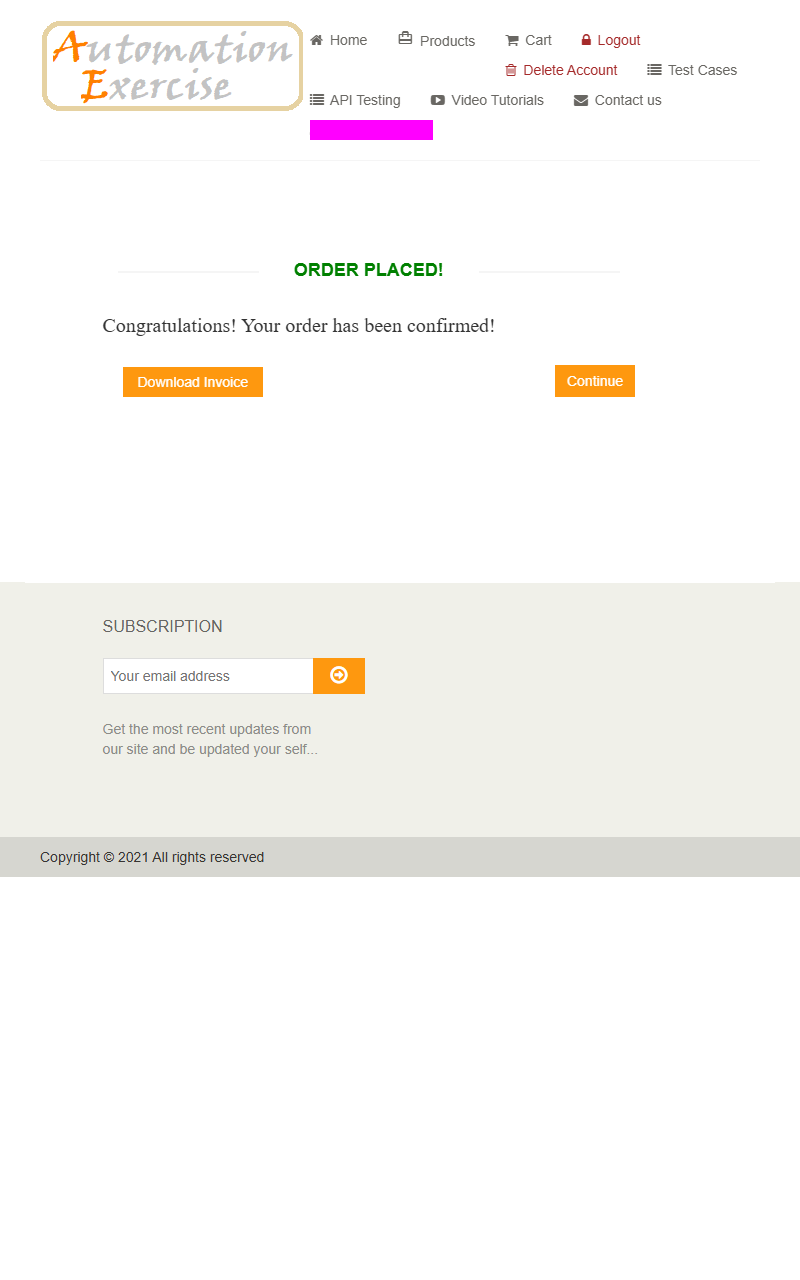 Automation
Exercise
Home Products Cart Logout
Delete Account Test Cases
API Testing Video Tutorials Contact us
ORDER PLACED!
Congratulations! Your order has been confirmed!
Download Invoice Continue
SUBSCRIPTION
Your email address
Get the most recent updates from
our site and be updated your self...
Copyright © 2021 All rights reserved